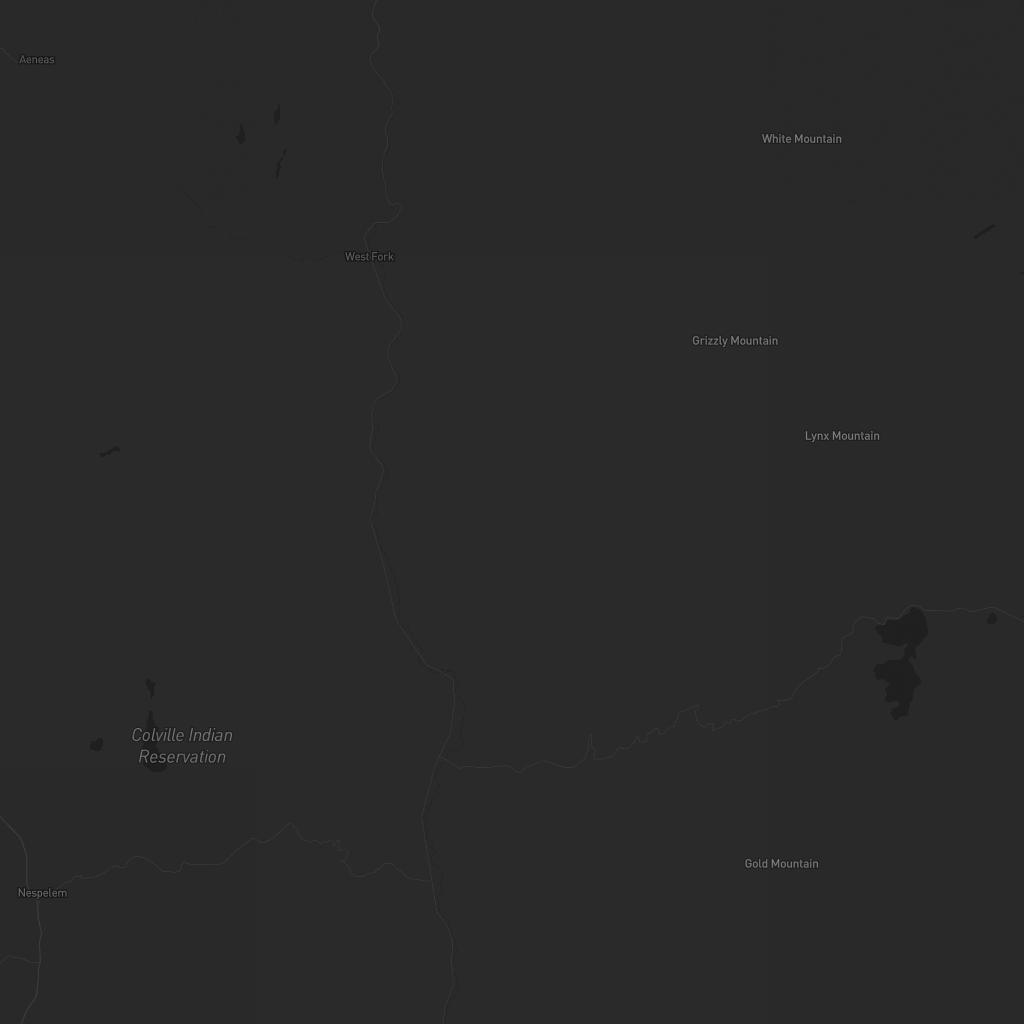 Aeneas
White Mountain
West Fork
Grizzly Mountain
Lynx Mountain
Colville Indian
Reservation
Gold Mountain
Nespelem